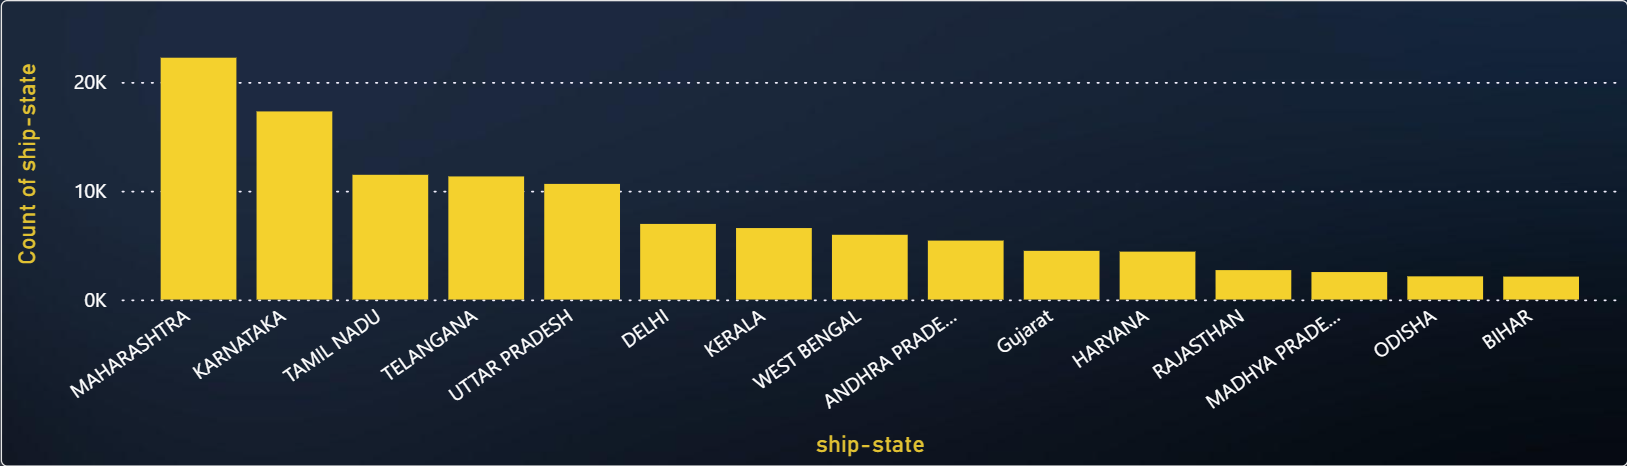 Count of ship-state
20K
10K
0K
MAHARASHTRA
KARNATAKA
TAMIL NADU
TELANGANA
UTTAR PRADESH
DELHI
KERALA
WEST BENGAL
ANDHRA PRADE...
Gujarat
HARYANA
RAJASTHAN
MADHYA PRADE...
ODISHA
BIHAR
ship-state